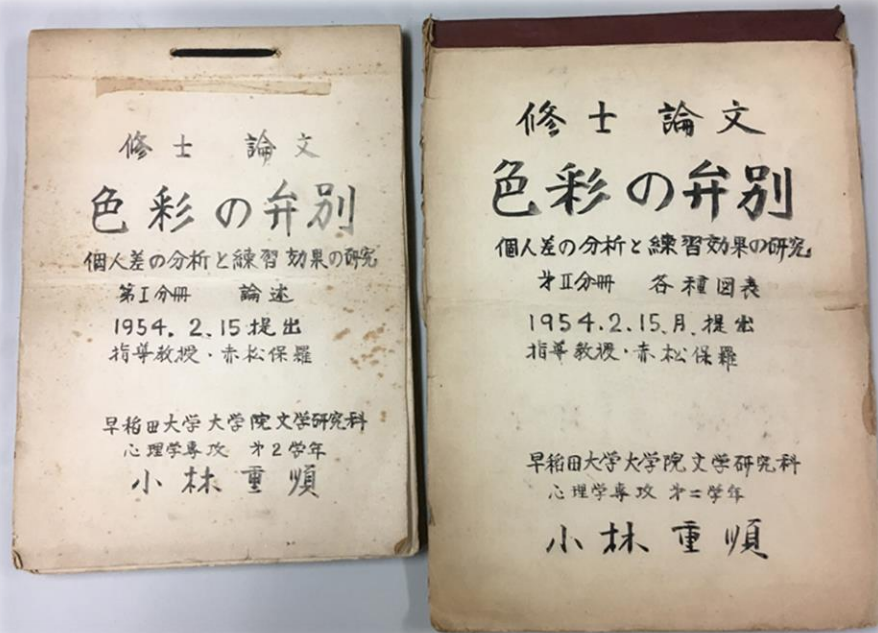 修士 論文
色彩の弁別
個人差の分析と練習効果の研究
第I分冊 論述
1954.2.15.提出
指導教授・赤松保羅
早稲田大学大学院文学研究科
心理学専攻 才2学年
小林重順
修士 論文
色彩の弁別
個人差の分析と練習効果の研究
才II分冊 各種図表
1954.2.15.月.提出
指導教授・赤松保羅
早稲田大学大学院文学研究科
心理学専攻 才二学年
小林重順